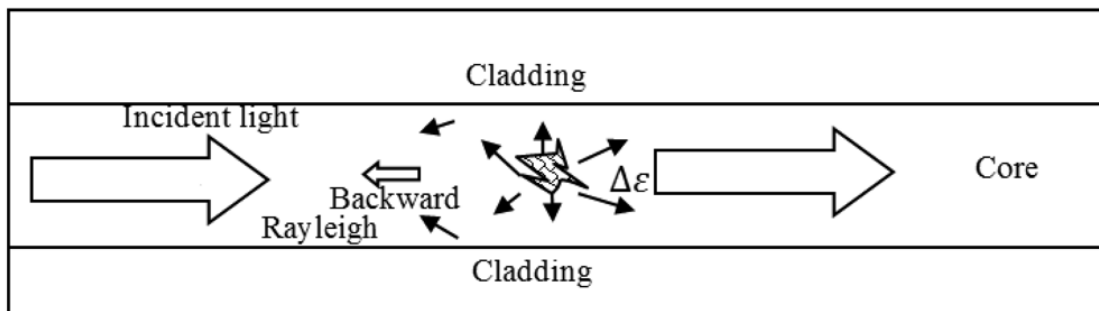 Cladding
Incident light
Δε
Core
Backward
Rayleigh
Cladding